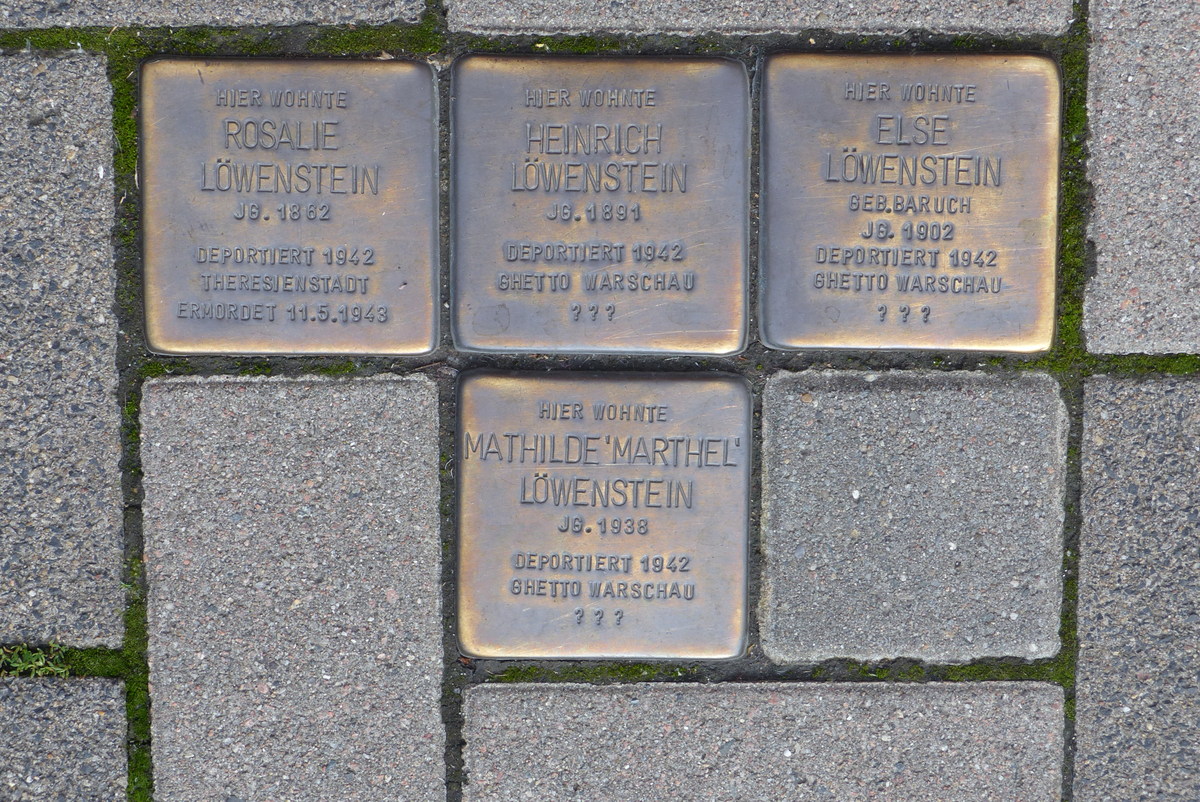 HIER WOHNTE
ROSALIE
LÖWENSTEIN
JG. 1862
DEPORTIERT 1942
THERESIENSTADT
ERMORDET 11.5.1943
HIER WOHNTE
HEINRICH
LÖWENSTEIN
JG. 1891
DEPORTIERT 1942
GHETTO WARSCHAU
???
HIER WOHNTE
ELSE
LÖWENSTEIN
GEB.BARUCH
JG. 1902
DEPORTIERT 1942
GHETTO WARSCHAU
? ? ?
HIER WOHNTE
MATHILDE 'MARTHEL'
LÖWENSTEIN
JG. 1938
DEPORTIERT 1942
GHETTO WARSCHAU
? ? ?